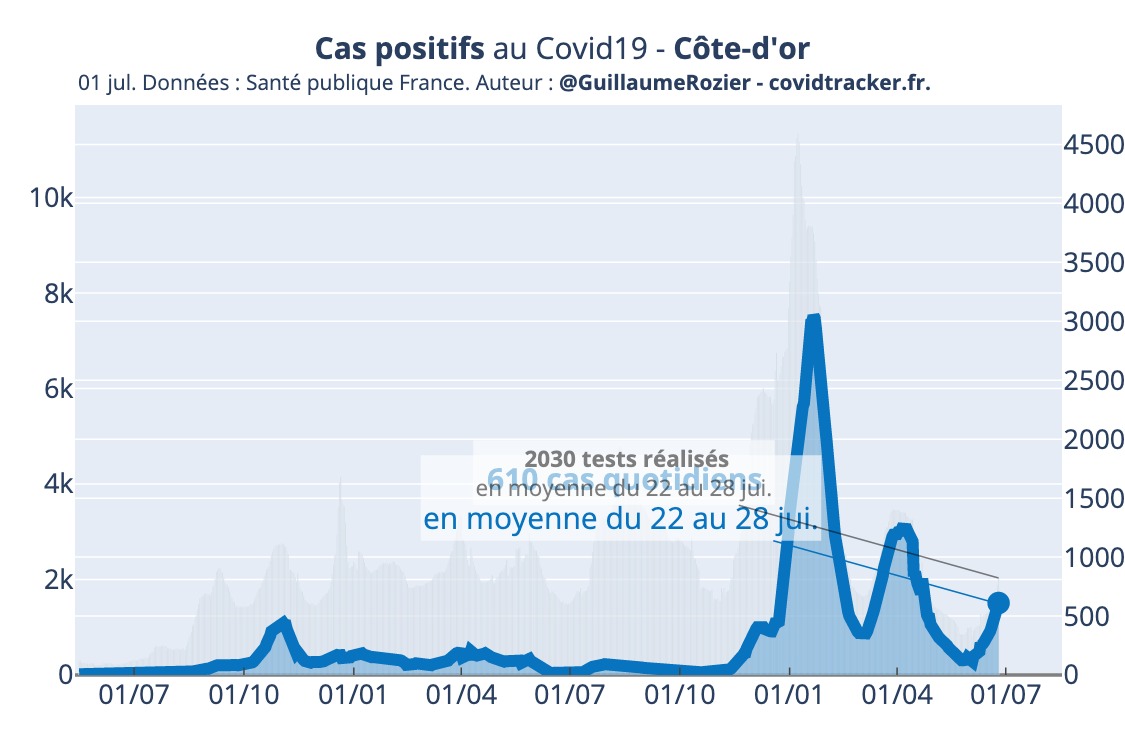 Cas positifs au Covid19 - Côte-d'or
01 jul. Données : Santé publique France. Auteur : @GuillaumeRozier - covidtracker.fr.
4500
10k
4000
3500
8k
3000
6k
2500
2000
2030 tests réalisés
610 cas quotidiens
en moyenne du 22 au 28 jui.
4k
1500
en moyenne du 22 au 28 jui.
1000
2k
500
0
0
01/07 01/10 01/01 01/04 01/07 01/10 01/01 01/04 01/07